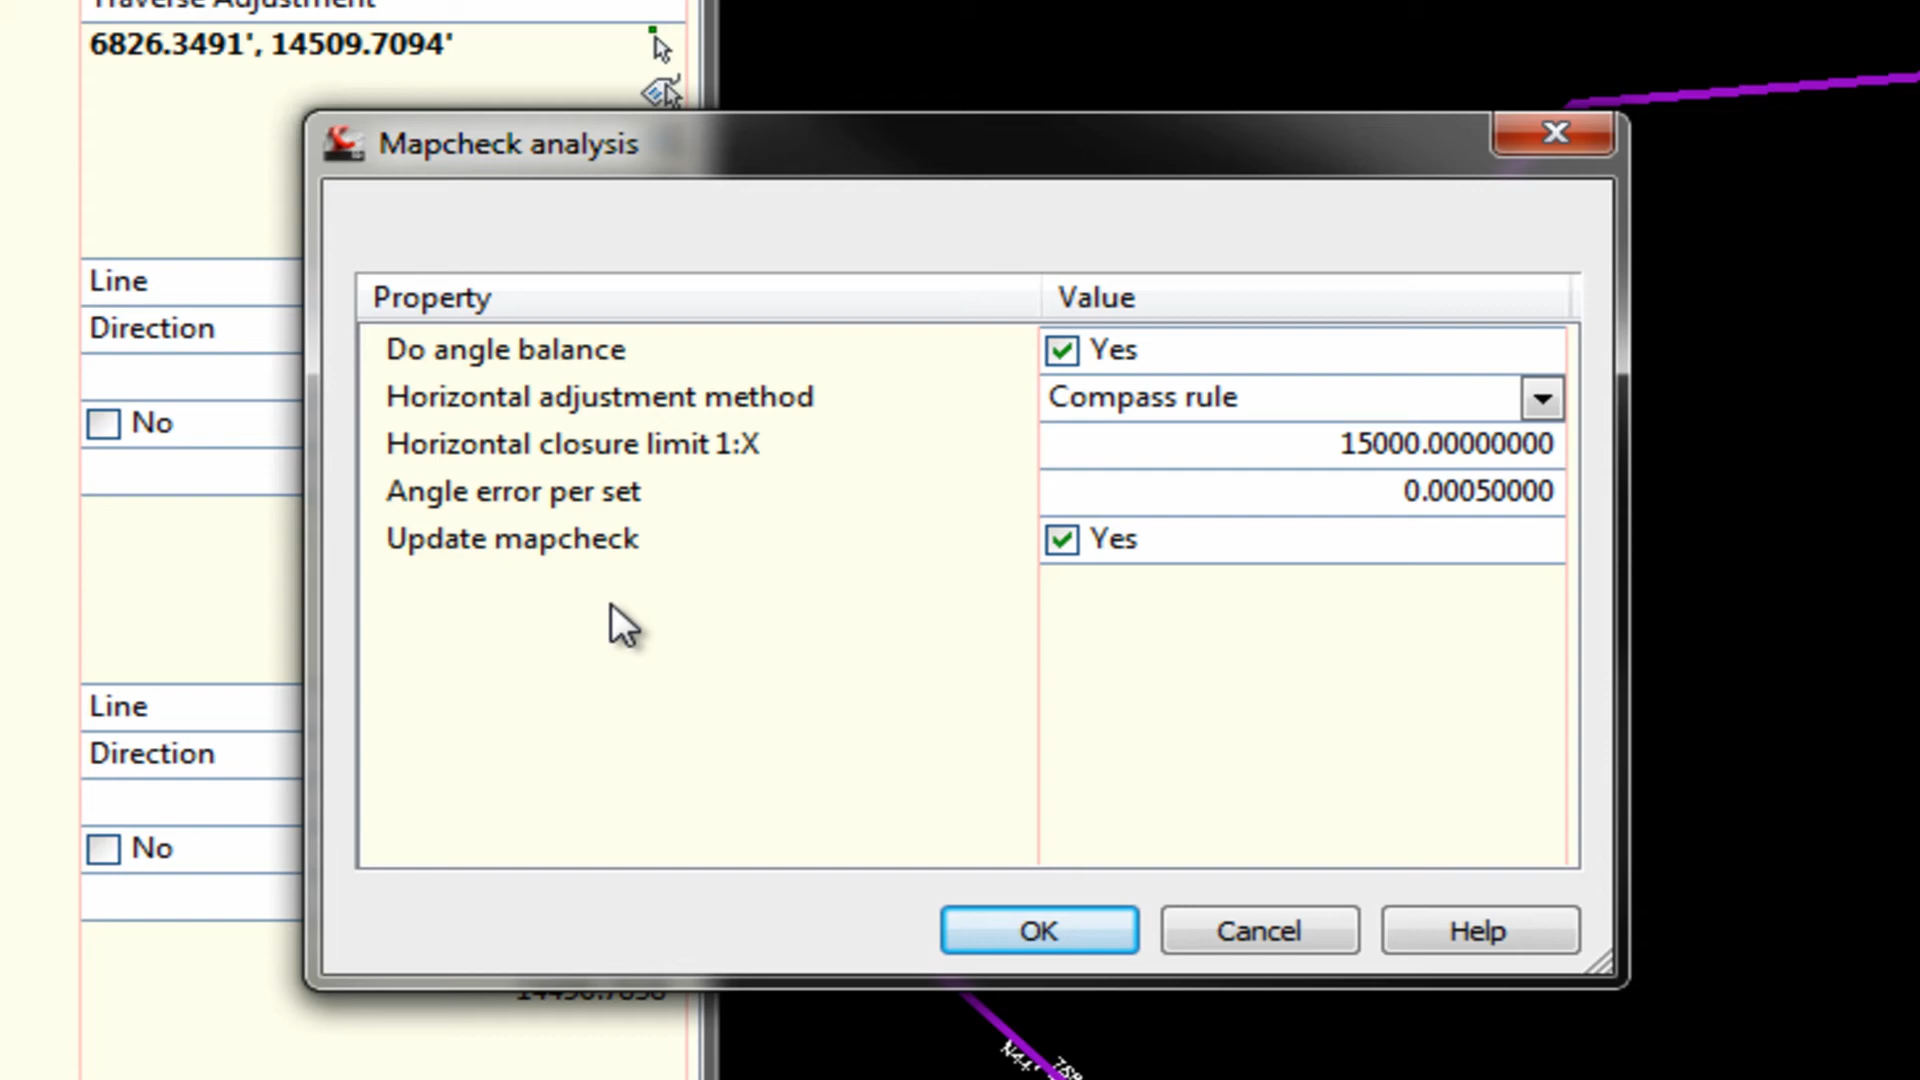 Traverse Adjustment
6826.3491', 14509.7094'
Mapcheck analysis
Property Value
Do angle balance Yes
Horizontal adjustment method Compass rule
Horizontal closure limit 1:X 15000.00000000
Angle error per set 0.00050000
Update mapcheck Yes
Line
Direction
No
Line
Direction
No
OK Cancel Help